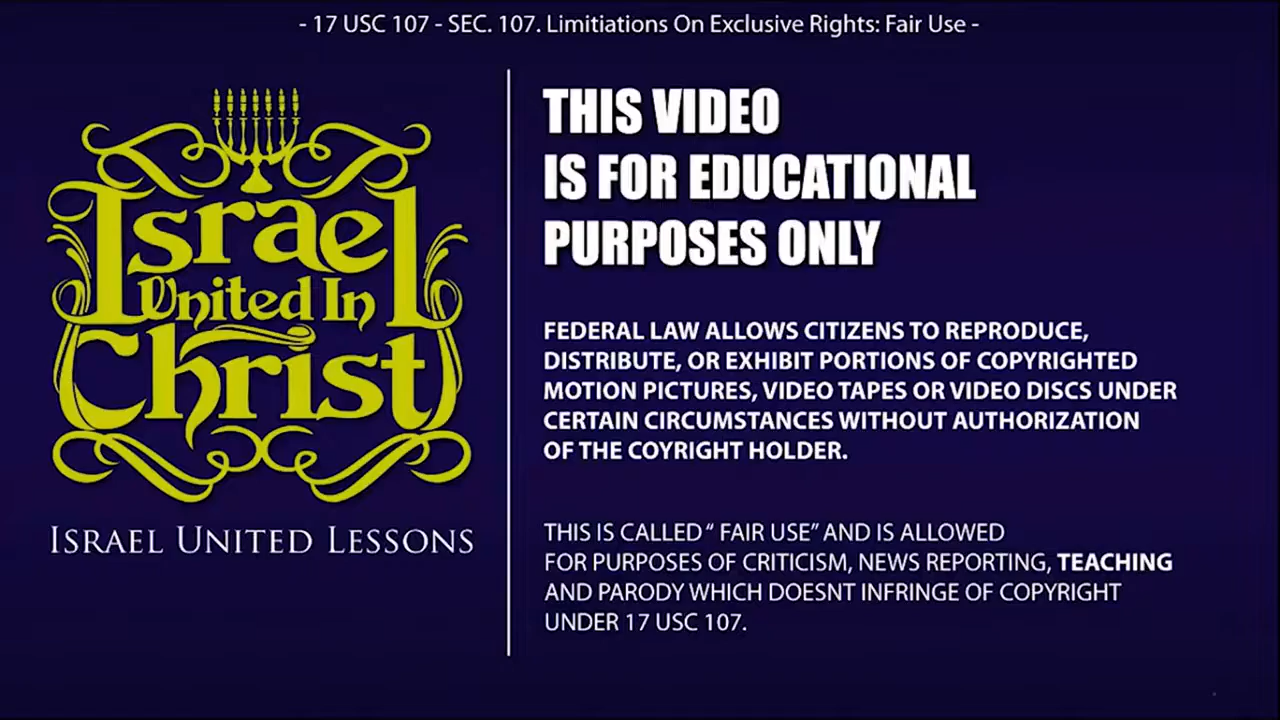 - 17 USC 107 - SEC. 107. Limitiations On Exclusive Rights: Fair Use -
Israel
United In
Christ
ISRAEL UNITED LESSONS
THIS VIDEO
IS FOR EDUCATIONAL
PURPOSES ONLY
FEDERAL LAW ALLOWS CITIZENS TO REPRODUCE,
DISTRIBUTE, OR EXHIBIT PORTIONS OF COPYRIGHTED
MOTION PICTURES, VIDEO TAPES OR VIDEO DISCS UNDER
CERTAIN CIRCUMSTANCES WITHOUT AUTHORIZATION
OF THE COYRIGHT HOLDER.
THIS IS CALLED “ FAIR USE” AND IS ALLOWED
FOR PURPOSES OF CRITICISM, NEWS REPORTING, TEACHING
AND PARODY WHICH DOESNT INFRINGE OF COPYRIGHT
UNDER 17 USC 107.